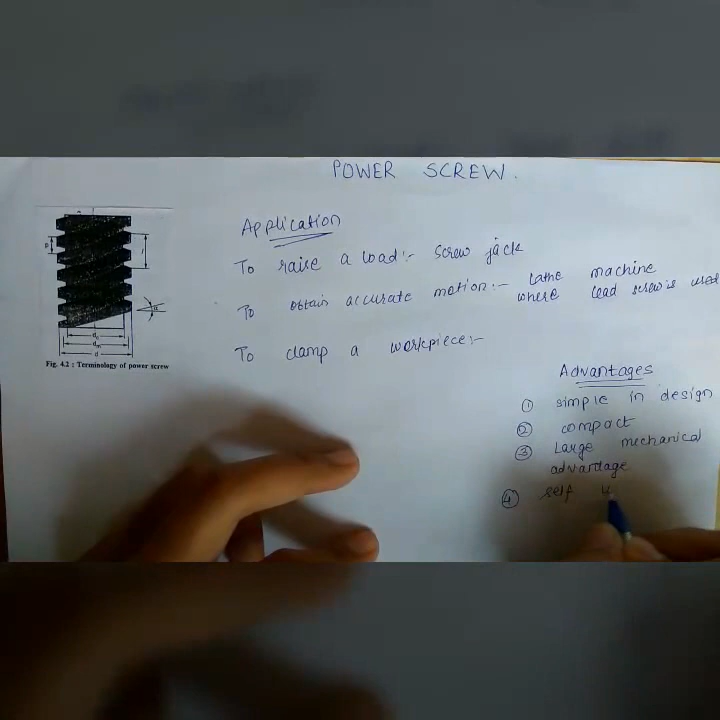 POWER SCREW.
Application
To raise a load:- screw jack
To obtain accurate motion:- Lathe machine
where lead screw is used
To clamp a workpiece:-
Fig. 4.2 : Terminology of power screw
Advantages
① simple in design
② compact
③ Large mechanical
advantage
④ self